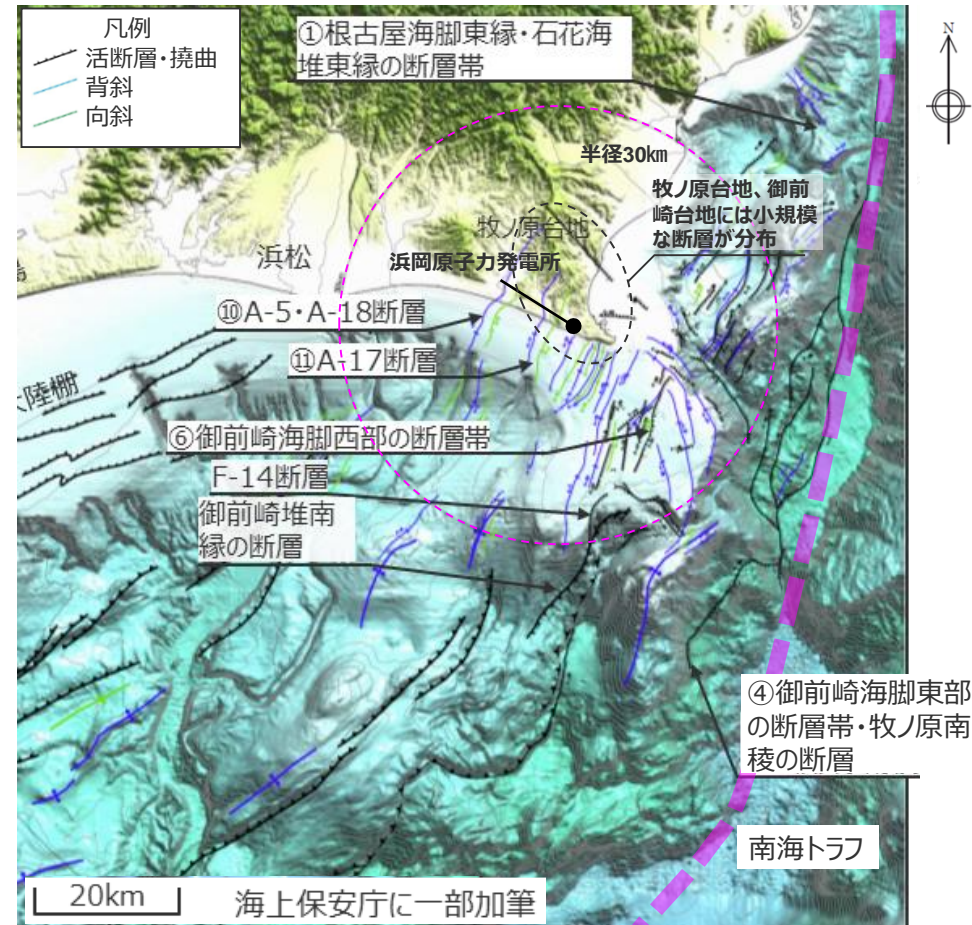 凡例
活断層・撓曲
背斜
向斜
①根古屋海脚東縁・石花海
堆東縁の断層帯
N
半径30㎞
牧ノ原台地、御前
崎台地には小規模
な断層が分布
牧ノ原台地
浜松
浜岡原子力発電所
⑩A-5・A-18断層
⑪A-17断層
陸棚
⑥御前崎海脚西部の断層帯
F-14断層
御前崎堆南
縁の断層
④御前崎海脚東部
の断層帯・牧ノ原南
稜の断層
南海トラフ
20km
海上保安庁に一部加筆